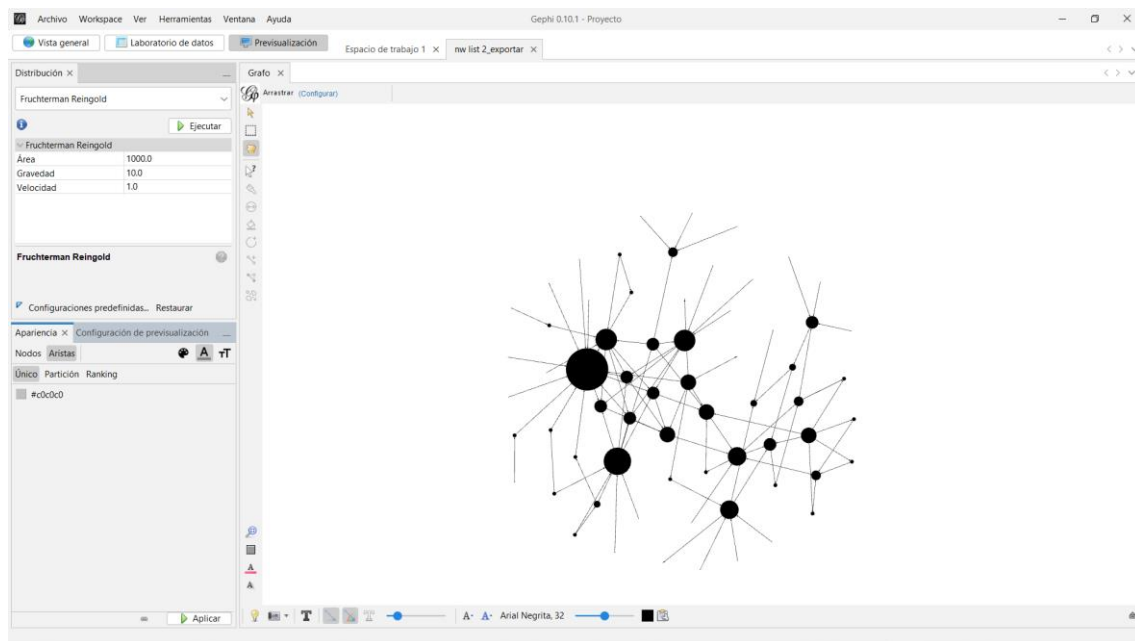 Archivo Workspace Ver Herramientas Ventana Ayuda
Gephi 0.10.1 - Proyecto
Vista general
Laboratorio de datos
Previsualización
Espacio de trabajo 1 ×
nw list 2_exportar ×
Distribución ×
Fruchterman Reingold
Ejecutar
Fruchterman Reingold
Área 1000.0
Gravedad 10.0
Velocidad 1.0
Fruchterman Reingold
Configuraciones predefinidas... Restaurar
Apariencia × Configuración de previsualización
Nodos Aristas
Único Partición Ranking
#c0c0c0
Aplicar
Grafo ×
Arrastrar (Configurar)
Arial Negrita, 32